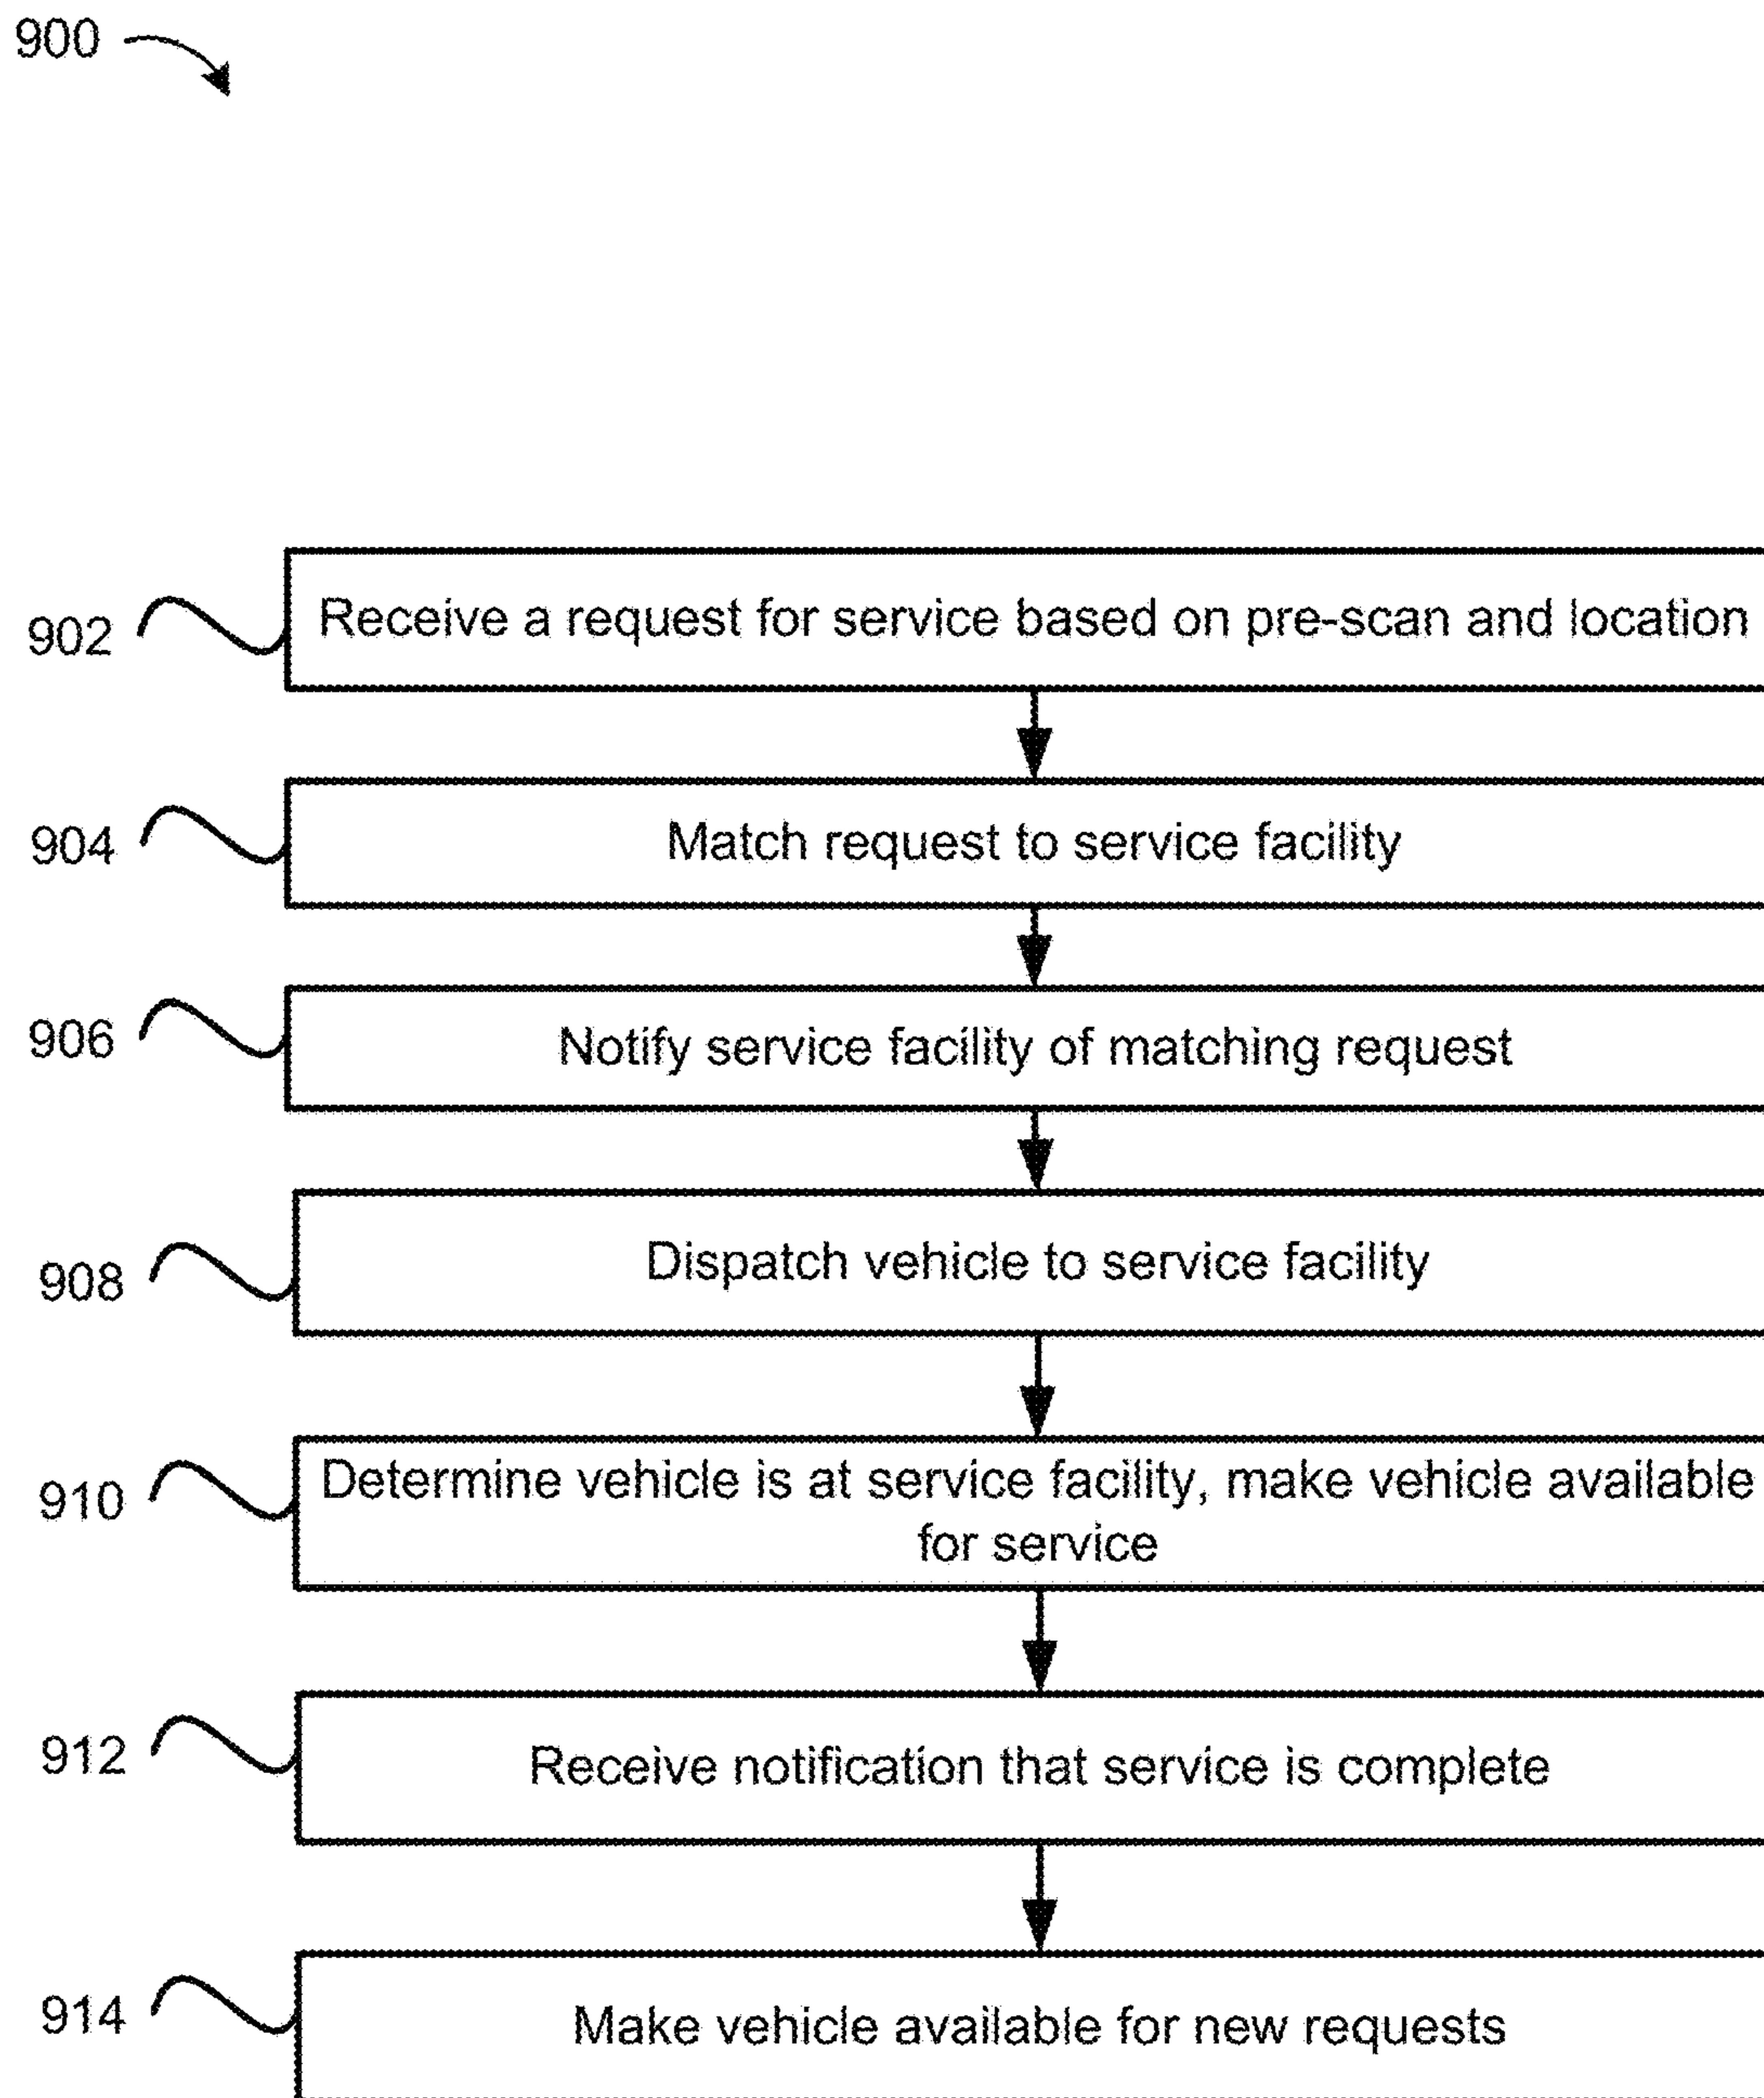 900
902
Receive a request for service based on pre-scan and location
904
Match request to service facility
906
Notify service facility of matching request
908
Dispatch vehicle to service facility
910
Determine vehicle is at service facility, make vehicle available
for service
912
Receive notification that service is complete
914
Make vehicle available for new requests